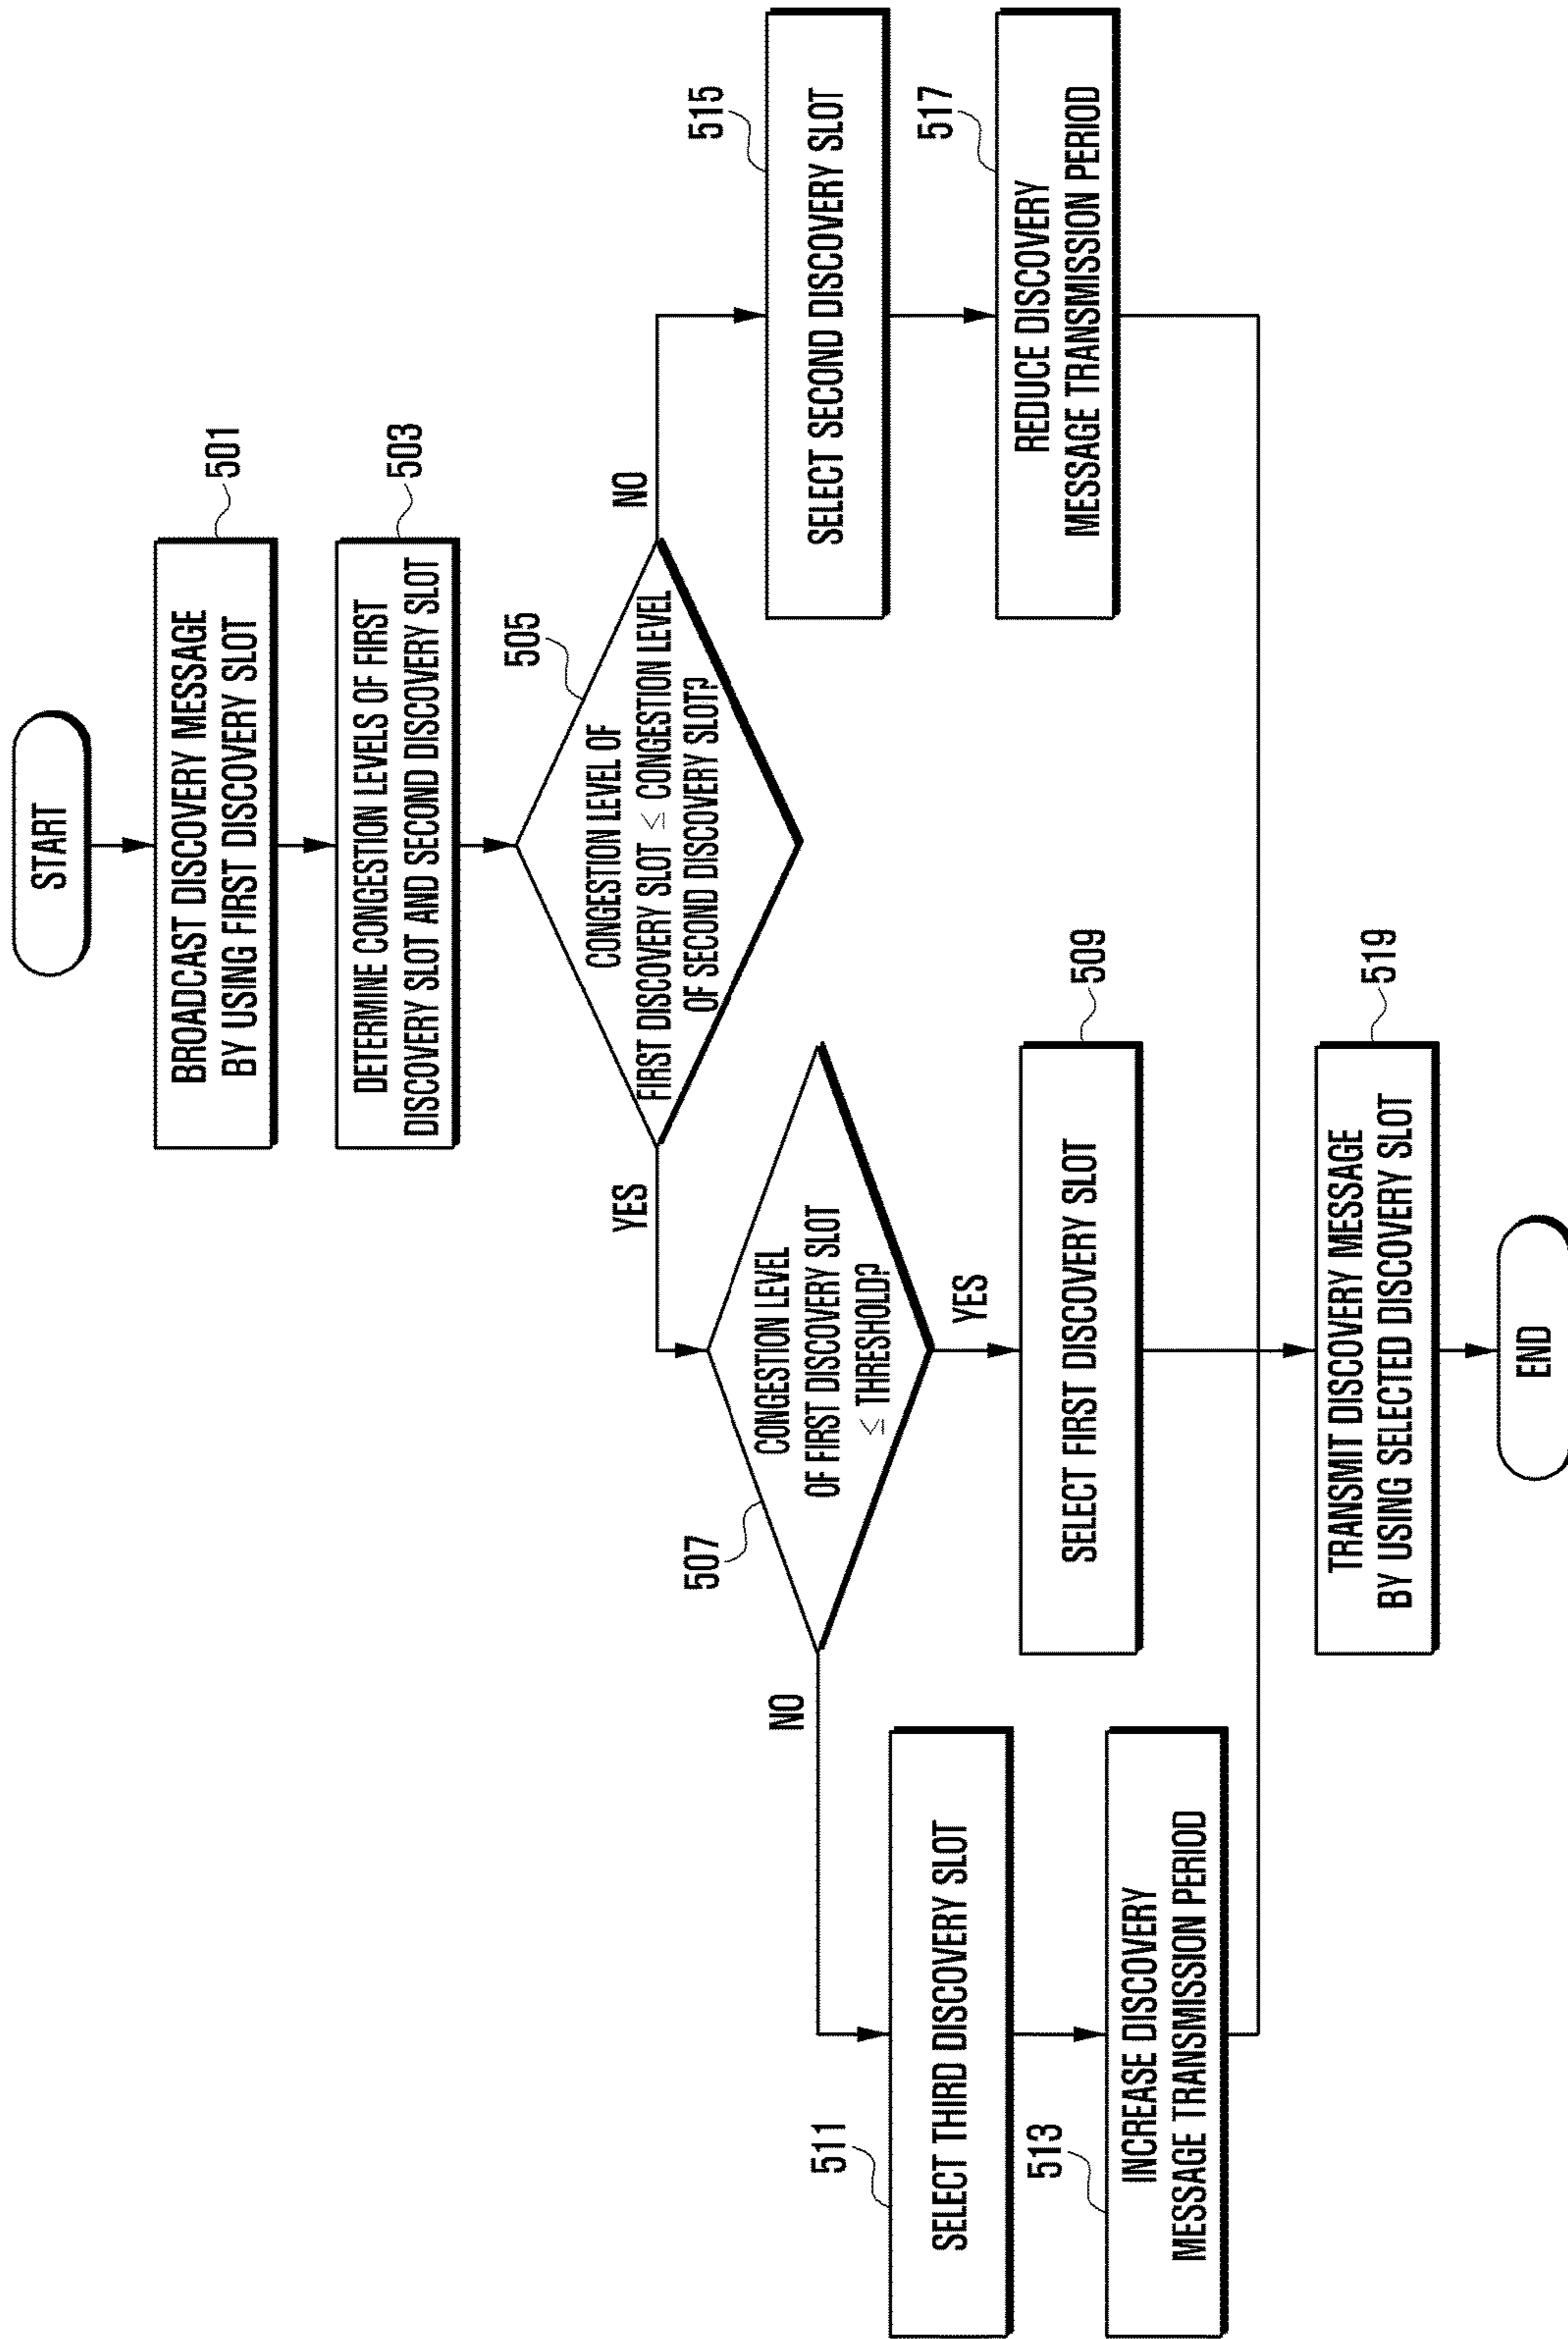 START
BROADCAST DISCOVERY MESSAGE
BY USING FIRST DISCOVERY SLOT
501
DETERMINE CONGESTION LEVELS OF FIRST
DISCOVERY SLOT AND SECOND DISCOVERY SLOT
503
CONGESTION LEVEL OF
FIRST DISCOVERY SLOT ≤ CONGESTION LEVEL
OF SECOND DISCOVERY SLOT?
505
YES
NO
CONGESTION LEVEL
OF FIRST DISCOVERY SLOT
≤ THRESHOLD?
507
NO
YES
SELECT SECOND DISCOVERY SLOT
515
SELECT THIRD DISCOVERY SLOT
511
REDUCE DISCOVERY
MESSAGE TRANSMISSION PERIOD
517
SELECT FIRST DISCOVERY SLOT
509
INCREASE DISCOVERY
MESSAGE TRANSMISSION PERIOD
513
TRANSMIT DISCOVERY MESSAGE
BY USING SELECTED DISCOVERY SLOT
519
END